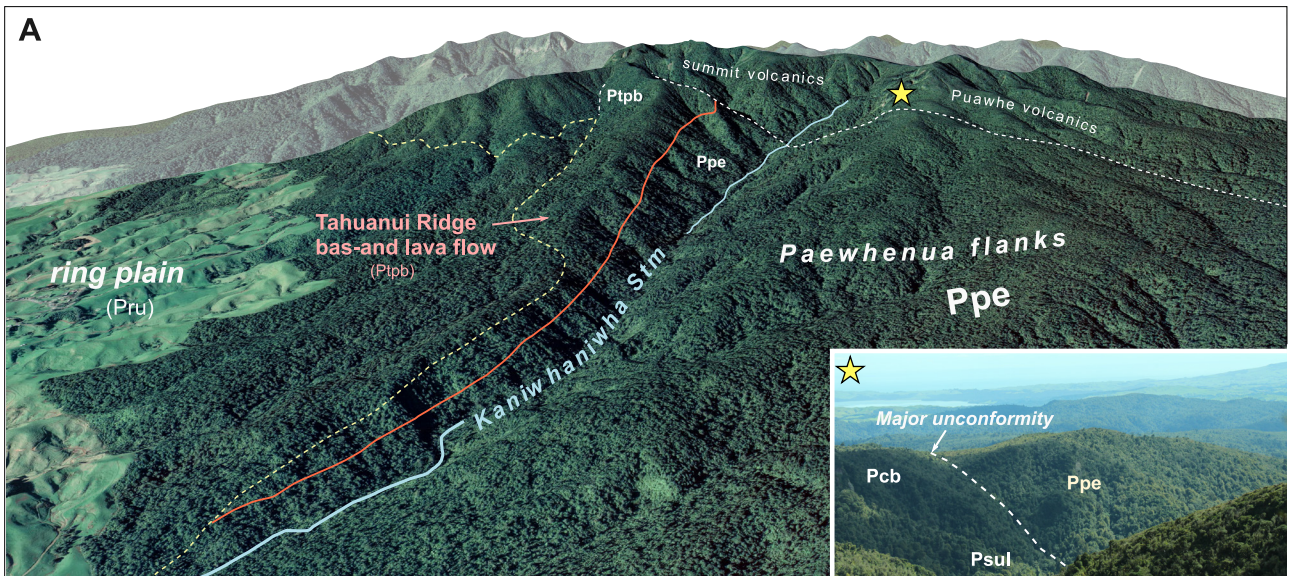 A
summit volcanics
Ptpb
Puawhe volcanics
Ppe
Tahuanui Ridge
bas-and lava flow
(Ptpb)
Paewhenua flanks
ring plain
(Pru)
Ppe
Kaniwhaniwha Stm
Major unconformity
Pcb
Ppe
Psul